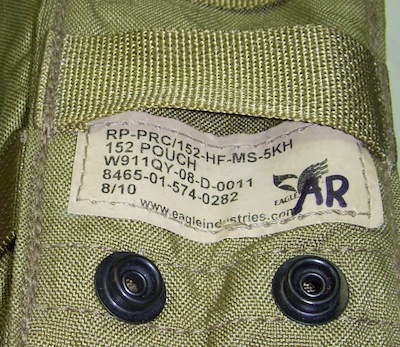 RP-PRC/152-HF-MS-5KH
152 POUCH
W911QY-08-D-0011
8465-01-574-0282
8/10
EAGLE
AR
www.eagleindustries.com